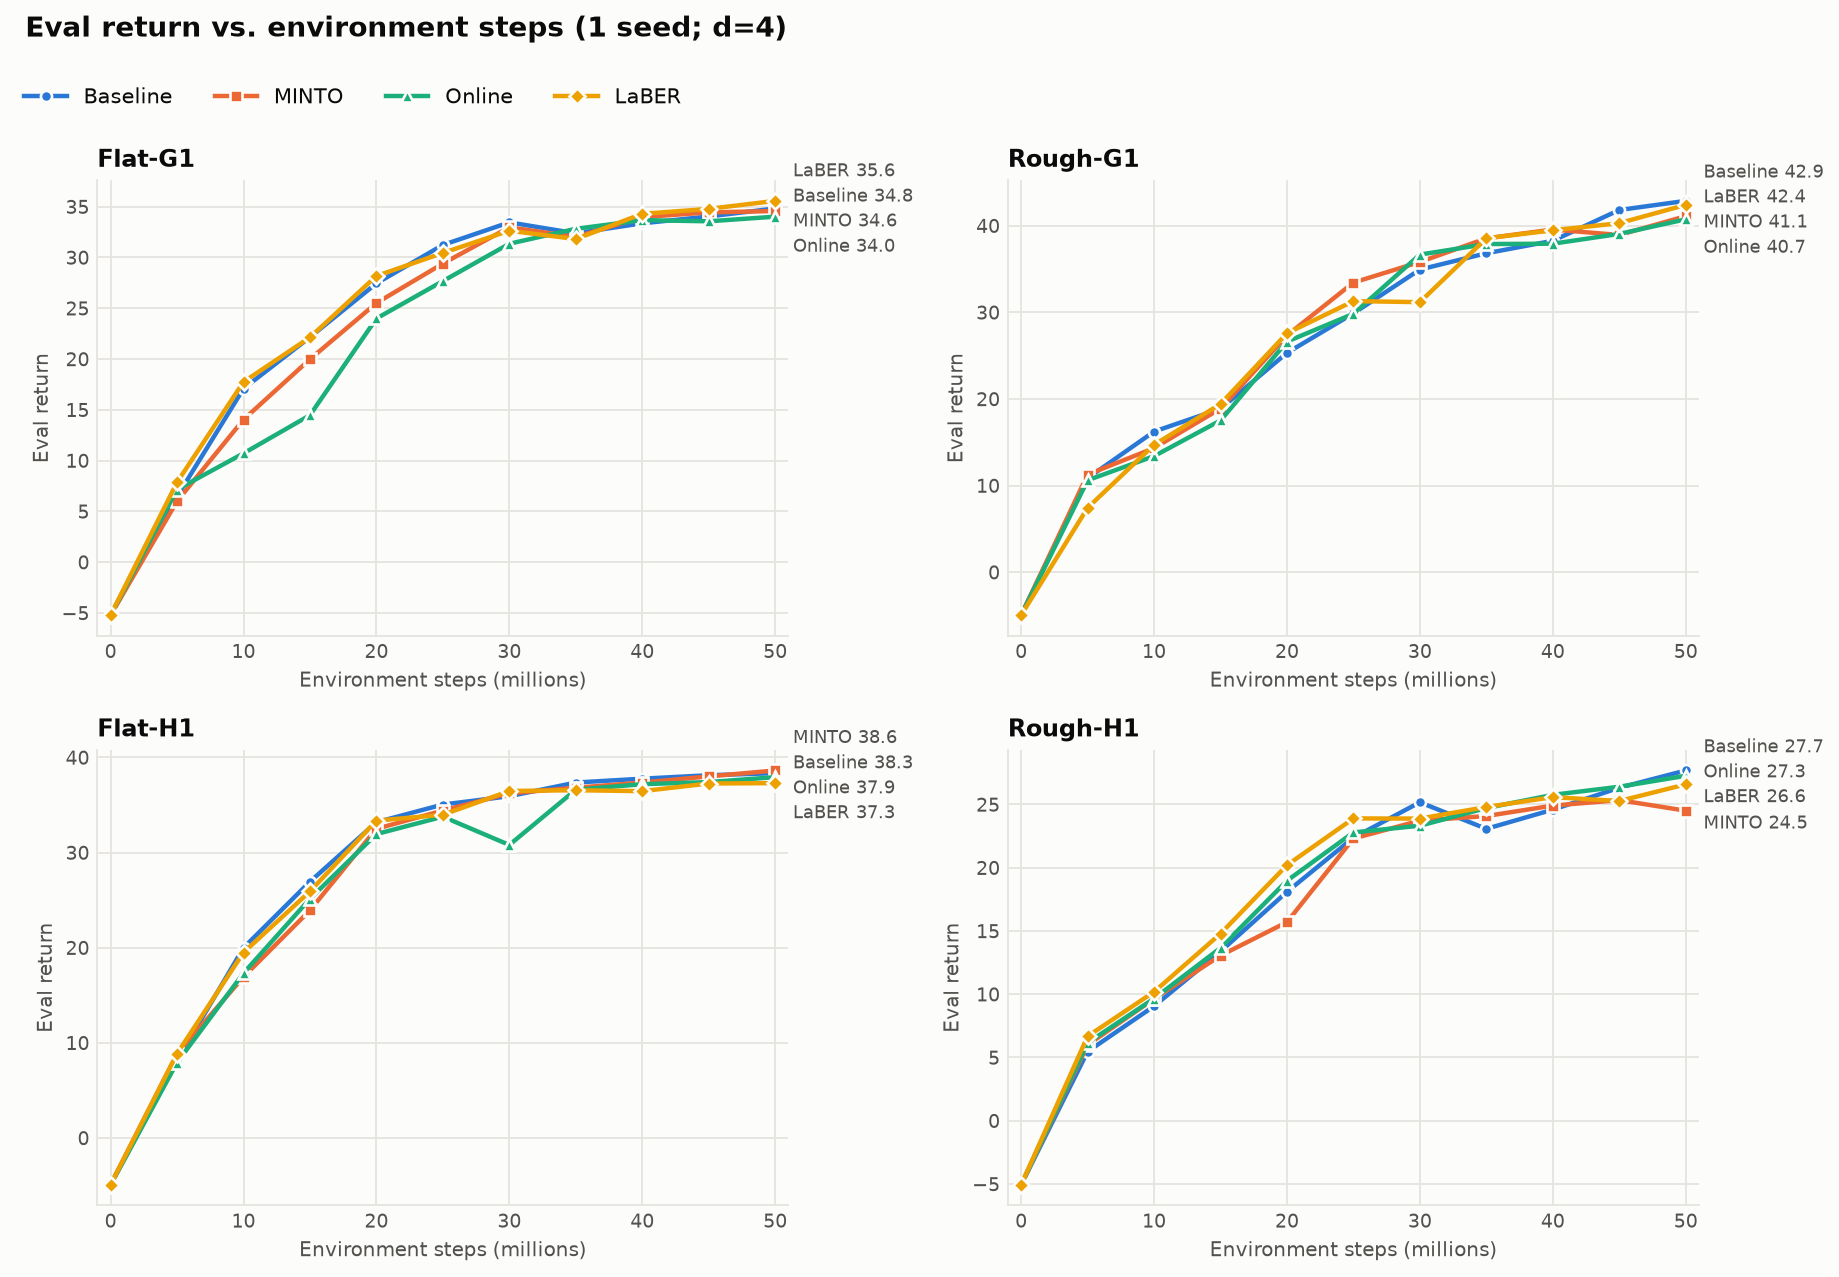 Eval return vs. environment steps (1 seed; d=4)
Baseline MINTO Online LaBER
Flat-G1
LaBER 35.6
Baseline 34.8
MINTO 34.6
Online 34.0
35
30
25
20
15
10
5
0
−5
Eval return
0 10 20 30 40 50
Environment steps (millions)
Rough-G1
Baseline 42.9
LaBER 42.4
MINTO 41.1
Online 40.7
40
30
20
10
0
Eval return
0 10 20 30 40 50
Environment steps (millions)
Flat-H1
MINTO 38.6
Baseline 38.3
Online 37.9
LaBER 37.3
40
30
20
10
0
Eval return
0 10 20 30 40 50
Environment steps (millions)
Rough-H1
Baseline 27.7
Online 27.3
LaBER 26.6
MINTO 24.5
25
20
15
10
5
0
−5
Eval return
0 10 20 30 40 50
Environment steps (millions)